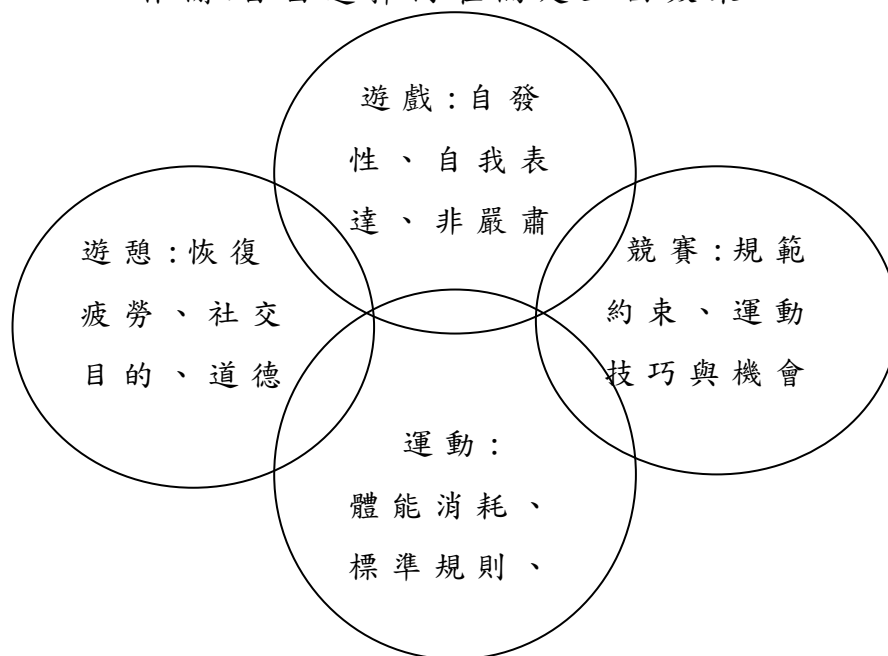 遊戲:自發
性、自我表
達、非嚴肅
遊憩:恢復
疲勞、社交
目的、道德
競賽:規範
約束、運動
技巧與機會
運動:
體能消耗、
標準規則、